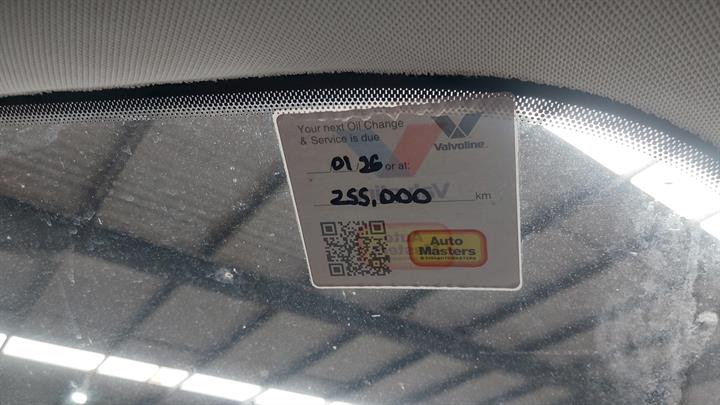 Your next Oil Change
& Service is due
Valvoline
/01/26 or at:
255,000 km
Auto
Masters